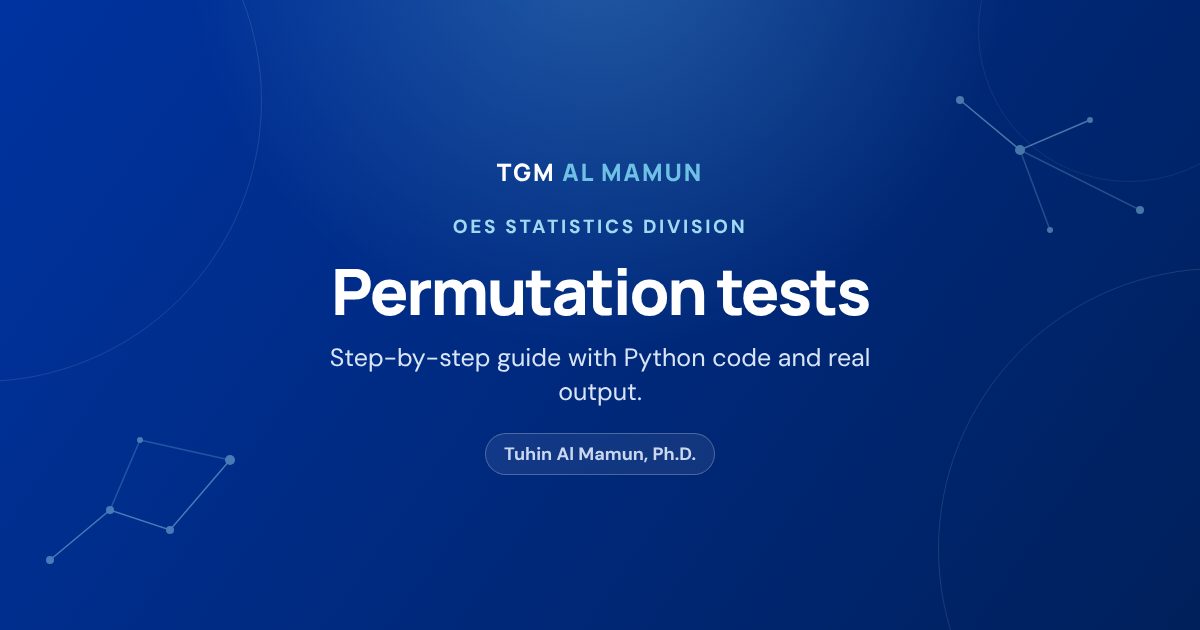 TGM AL MAMUN
OES STATISTICS DIVISION
Permutation tests
Step-by-step guide with Python code and real
output.
Tuhin Al Mamun, Ph.D.